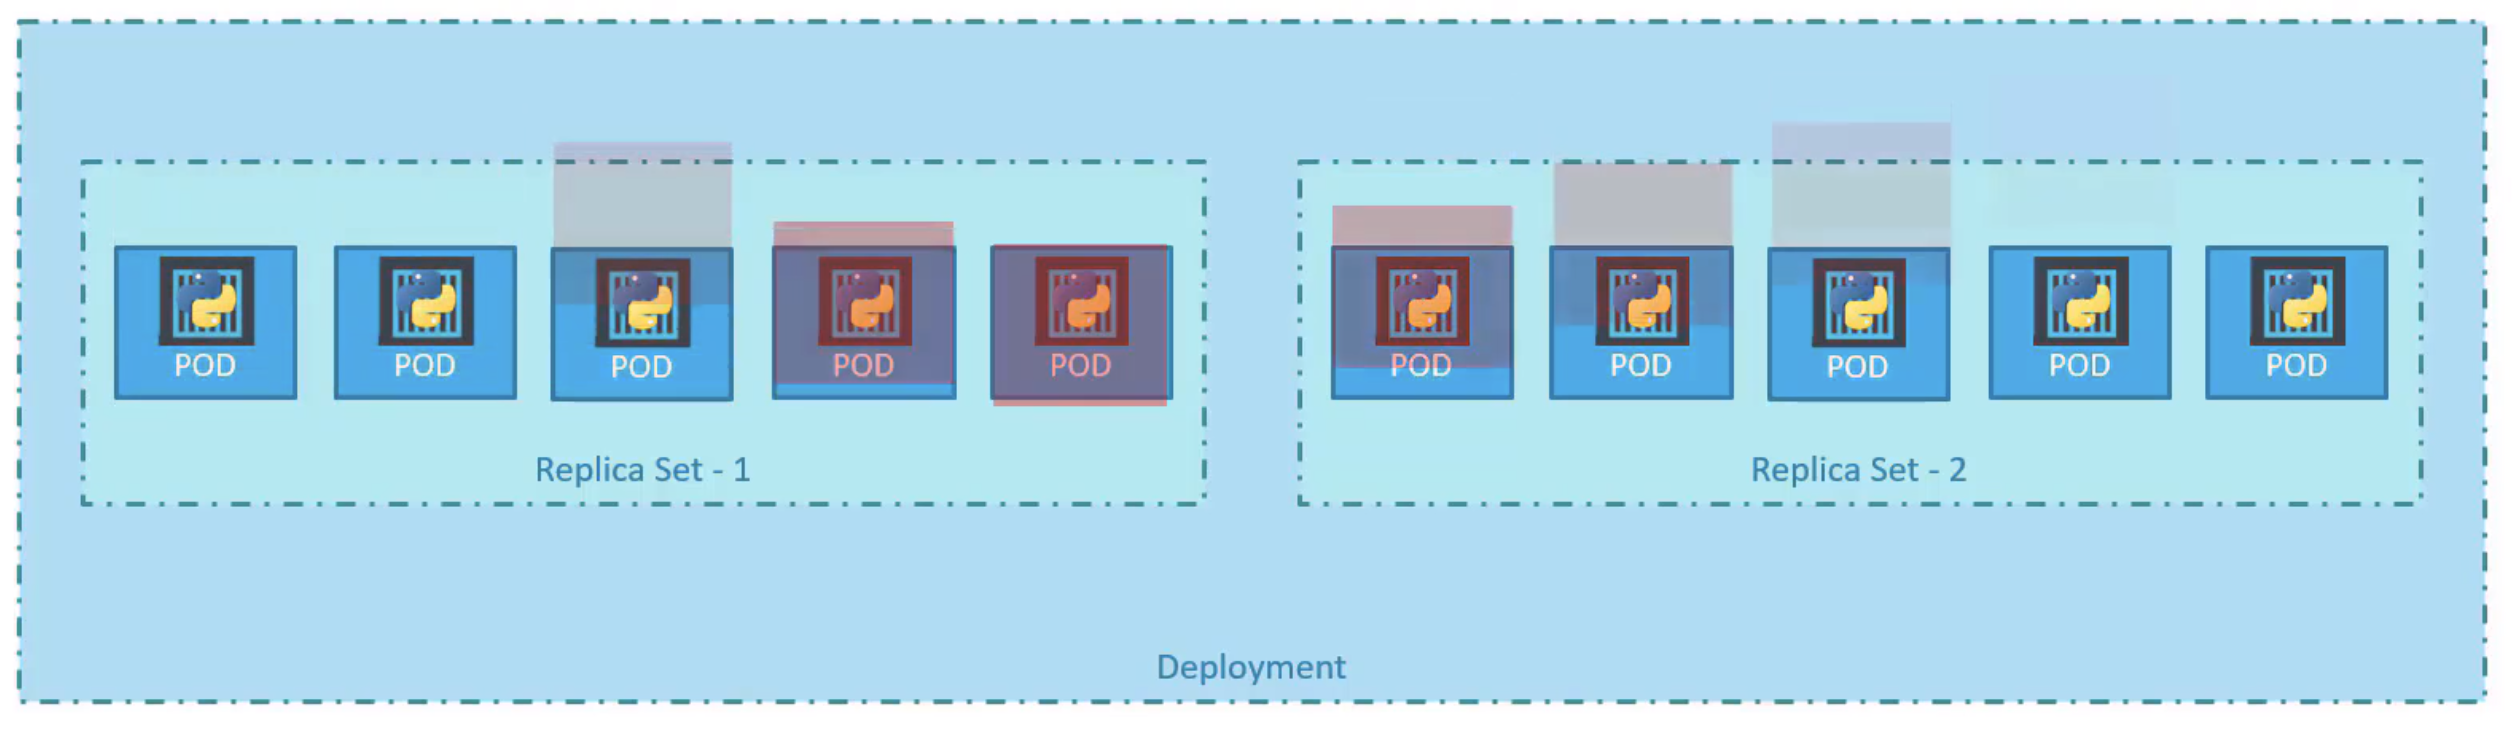 POD
POD
POD
POD
POD
Replica Set - 1
POD
POD
POD
POD
POD
Replica Set - 2
Deployment